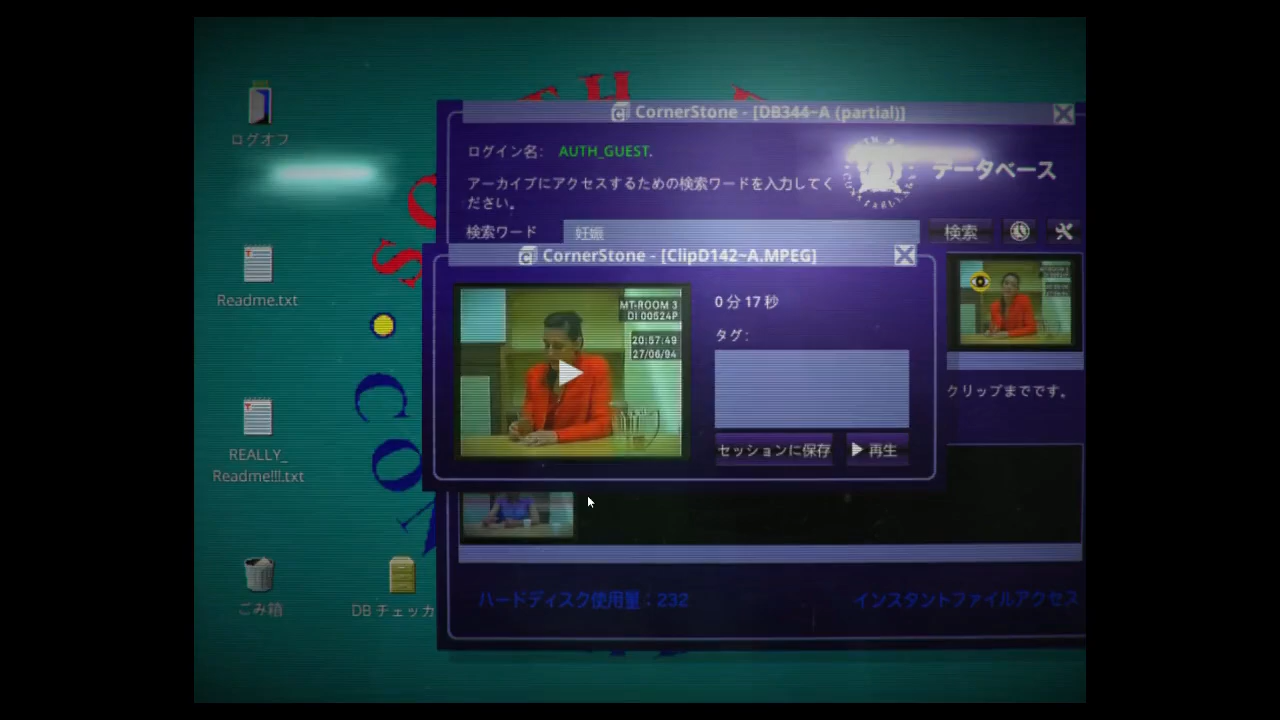 CornerStone - [DB344~A (partial)]
ログオフ
ログイン名: AUTH_GUEST.
アーカイブにアクセスするための検索ワードを入力してく
ださい。
データベース
検索ワード 妊娠 検索
CornerStone - [ClipD142~A.MPEG]
Readme.txt
MT-ROOM 3
DI 00524P
20:57:49
27/06/94
0 分 17 秒
タグ:
クリップまでです。
セッションに保存 再生
REALLY_
Readme!!!.txt
ごみ箱
DB チェッカ
ハードディスク使用量：232 インスタントファイルアクセス